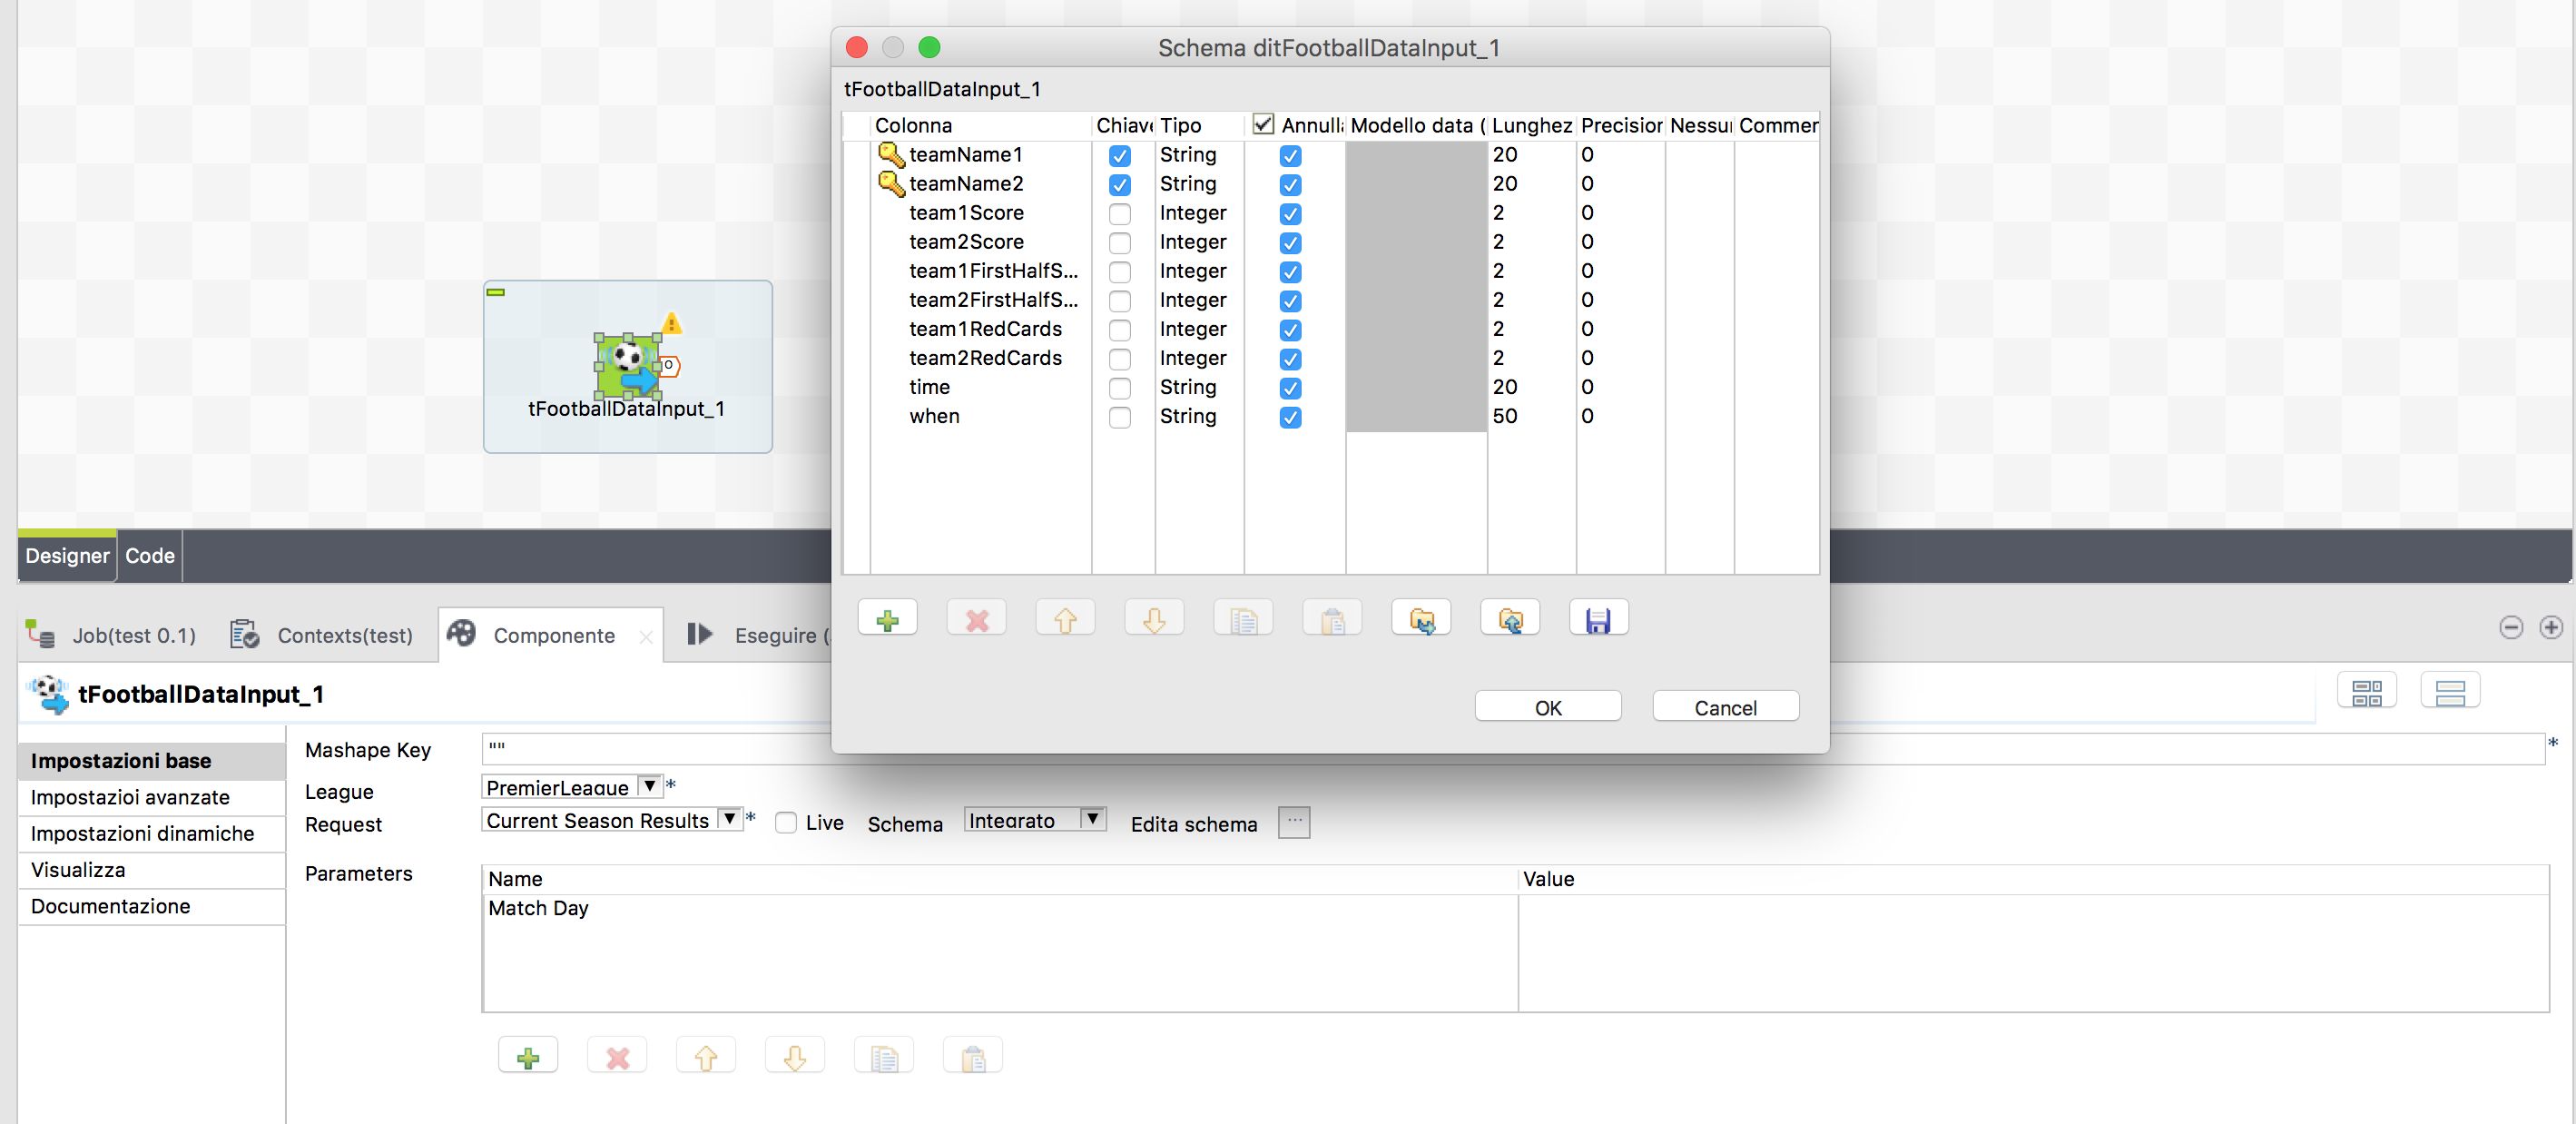 Schema ditFootballDataInput_1
tFootballDataInput_1
Colonna Chiave Tipo Annulla Modello data ( Lunghez Precision Nessun Commer
teamName1 String 20 0
teamName2 String 20 0
team1Score Integer 2 0
team2Score Integer 2 0
team1FirstHalfS... Integer 2 0
team2FirstHalfS... Integer 2 0
team1RedCards Integer 2 0
team2RedCards Integer 2 0
time String 20 0
when String 50 0
OK Cancel
tFootballDataInput_1
Designer Code
Job(test 0.1) Contexts(test) Componente Eseguire (
tFootballDataInput_1
Impostazioni base
Impostazioi avanzate
Impostazioni dinamiche
Visualizza
Documentazione
Mashape Key "" *
League PremierLeague *
Request Current Season Results * Live Schema Integrato Edita schema ...
Parameters
Name Value
Match Day